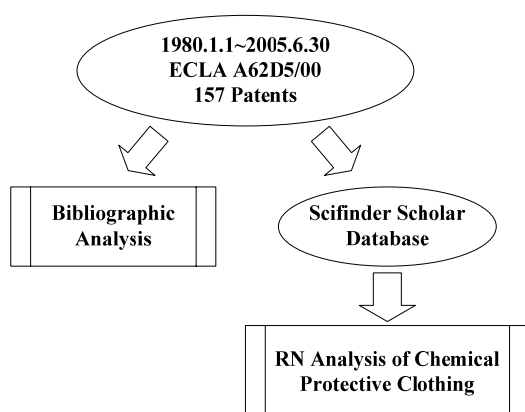 1980.1.1~2005.6.30
ECLA A62D5/00
157 Patents
Bibliographic
Analysis
Scifinder Scholar
Database
RN Analysis of Chemical
Protective Clothing